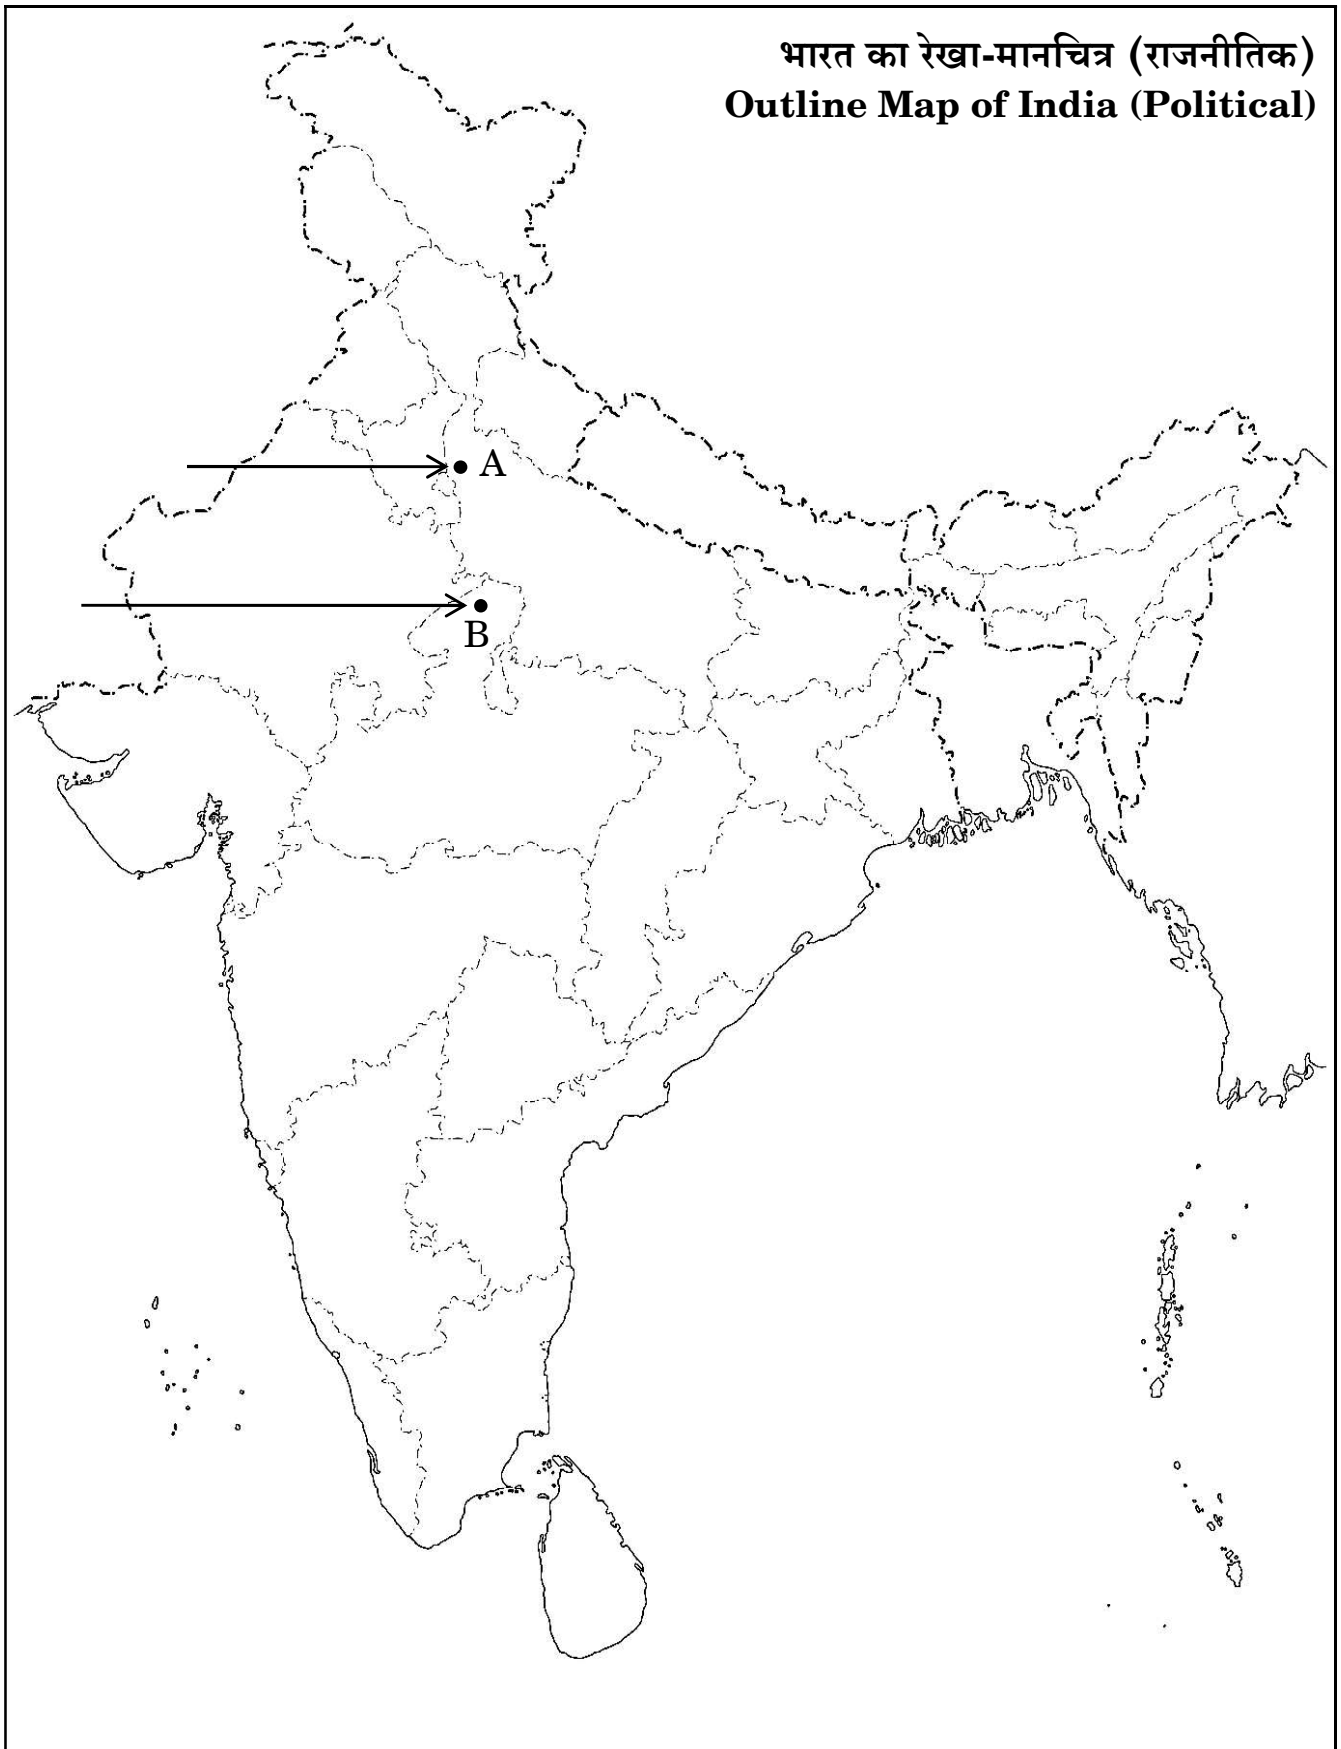 भारत का रेखा-मानचित्र (राजनीतिक)
Outline Map of India (Political)
A
B